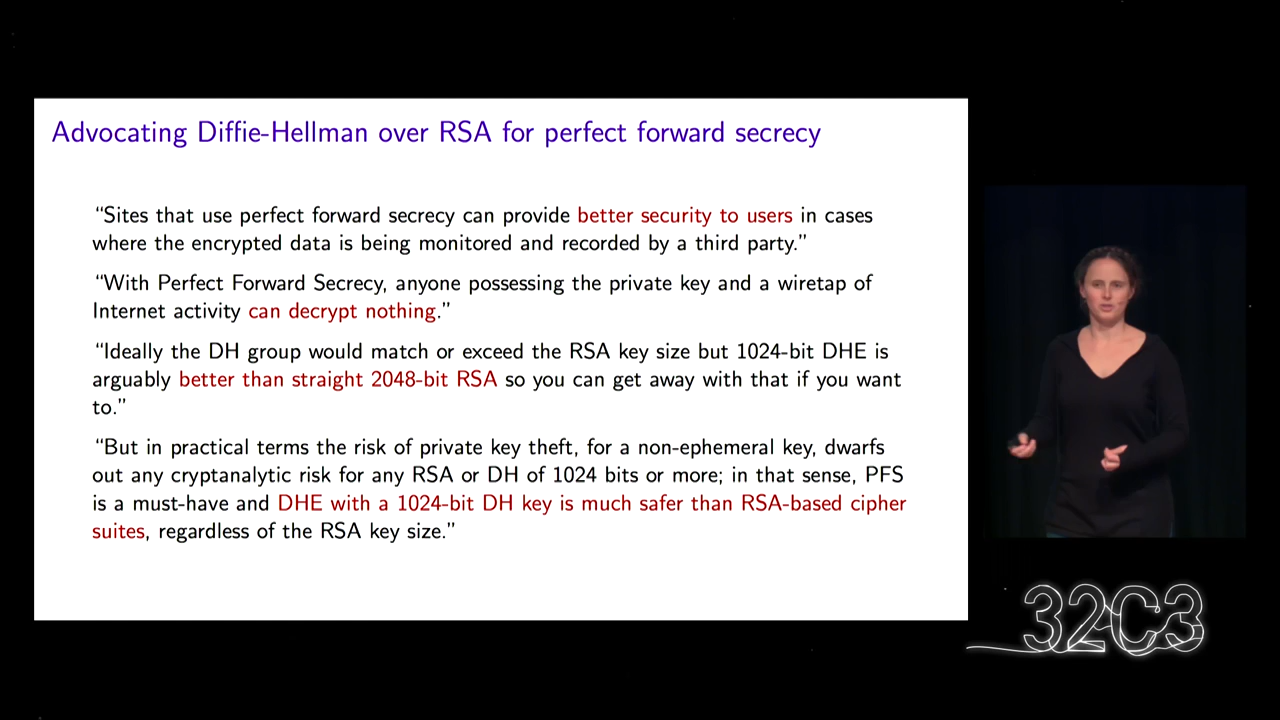 Advocating Diffie-Hellman over RSA for perfect forward secrecy
“Sites that use perfect forward secrecy can provide better security to users in cases
where the encrypted data is being monitored and recorded by a third party.”
“With Perfect Forward Secrecy, anyone possessing the private key and a wiretap of
Internet activity can decrypt nothing.”
“Ideally the DH group would match or exceed the RSA key size but 1024-bit DHE is
arguably better than straight 2048-bit RSA so you can get away with that if you want
to.”
“But in practical terms the risk of private key theft, for a non-ephemeral key, dwarfs
out any cryptanalytic risk for any RSA or DH of 1024 bits or more; in that sense, PFS
is a must-have and DHE with a 1024-bit DH key is much safer than RSA-based cipher
suites, regardless of the RSA key size.”
32C3